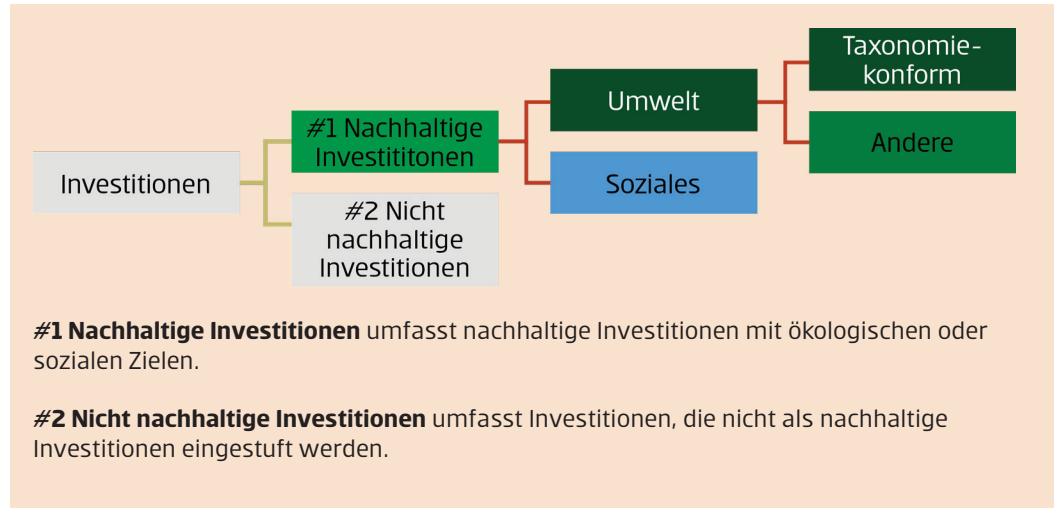 Investitionen
#1 Nachhaltige
Investititonen
#2 Nicht
nachhaltige
Investitionen
Umwelt
Soziales
Taxonomie-
konform
Andere
#1 Nachhaltige Investitionen umfasst nachhaltige Investitionen mit ökologischen oder
sozialen Zielen.
#2 Nicht nachhaltige Investitionen umfasst Investitionen, die nicht als nachhaltige
Investitionen eingestuft werden.